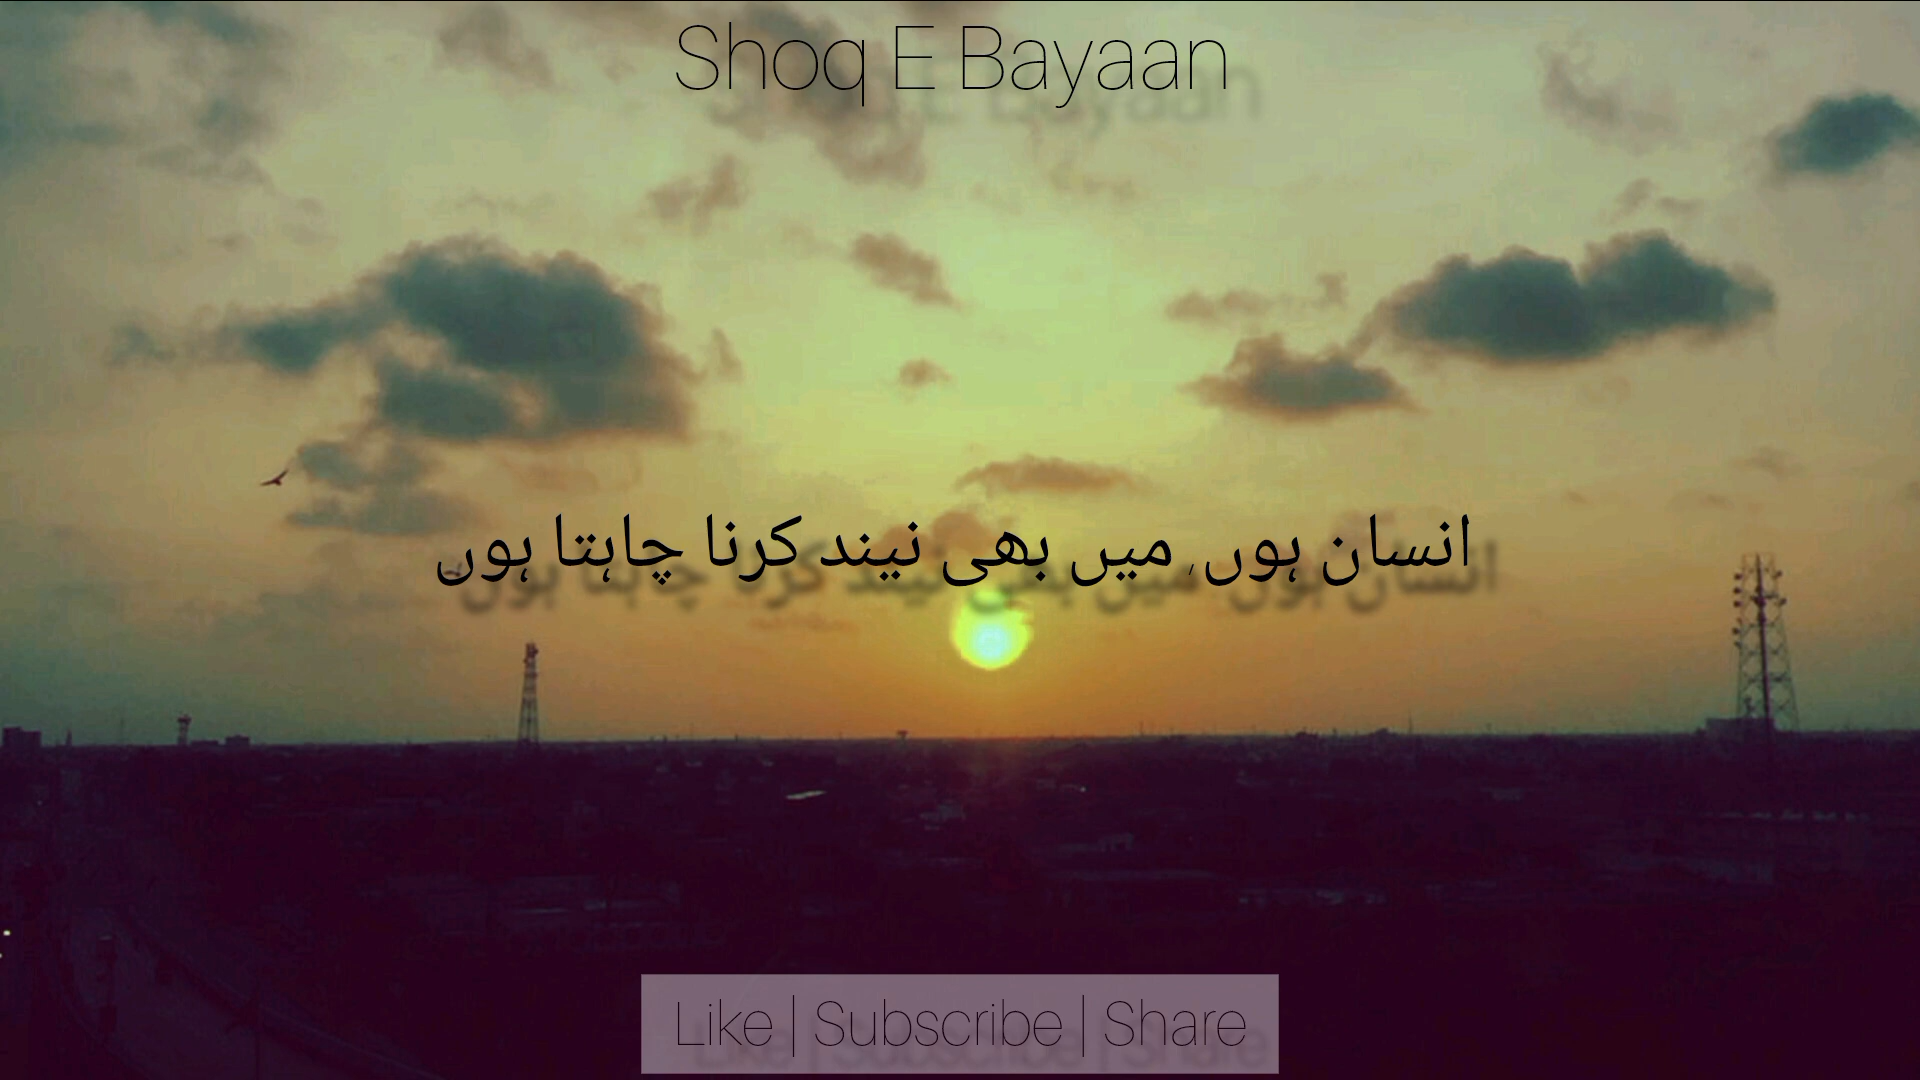 Shoq E Bayaan
انسان ہوں, میں بھی نیند کرنا چاہتا ہوں
Like | Subscribe | Share